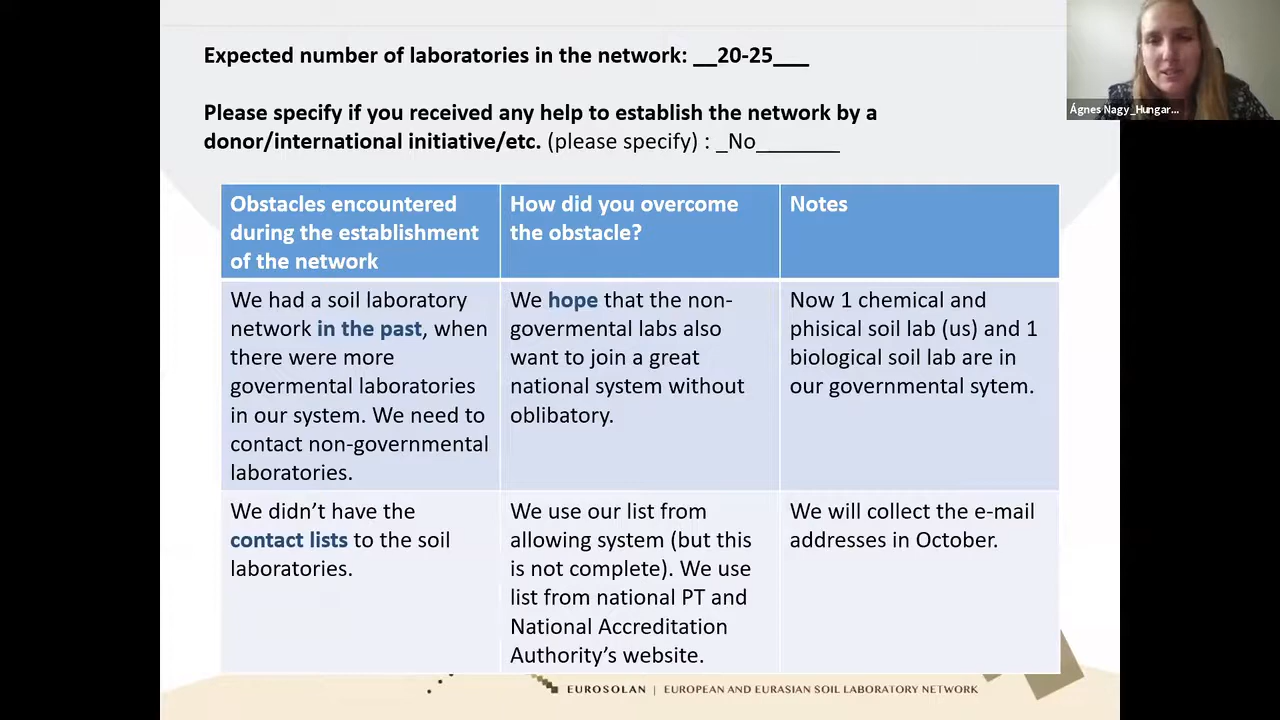 Expected number of laboratories in the network: __20-25___
Please specify if you received any help to establish the network by a
donor/international initiative/etc. (please specify) : _No_______
Obstacles encountered
during the establishment
of the network
How did you overcome
the obstacle?
Notes
We had a soil laboratory
network in the past, when
there were more
govermental laboratories
in our system. We need to
contact non-governmental
laboratories.
We hope that the non-
govermental labs also
want to join a great
national system without
oblibatory.
Now 1 chemical and
phisical soil lab (us) and 1
biological soil lab are in
our governmental sytem.
We didn’t have the
contact lists to the soil
laboratories.
We use our list from
allowing system (but this
is not complete). We use
list from national PT and
National Accreditation
Authority’s website.
We will collect the e-mail
addresses in October.
EUROSOLAN | EUROPEAN AND EURASIAN SOIL LABORATORY NETWORK
Ágnes Nagy_Hungar...